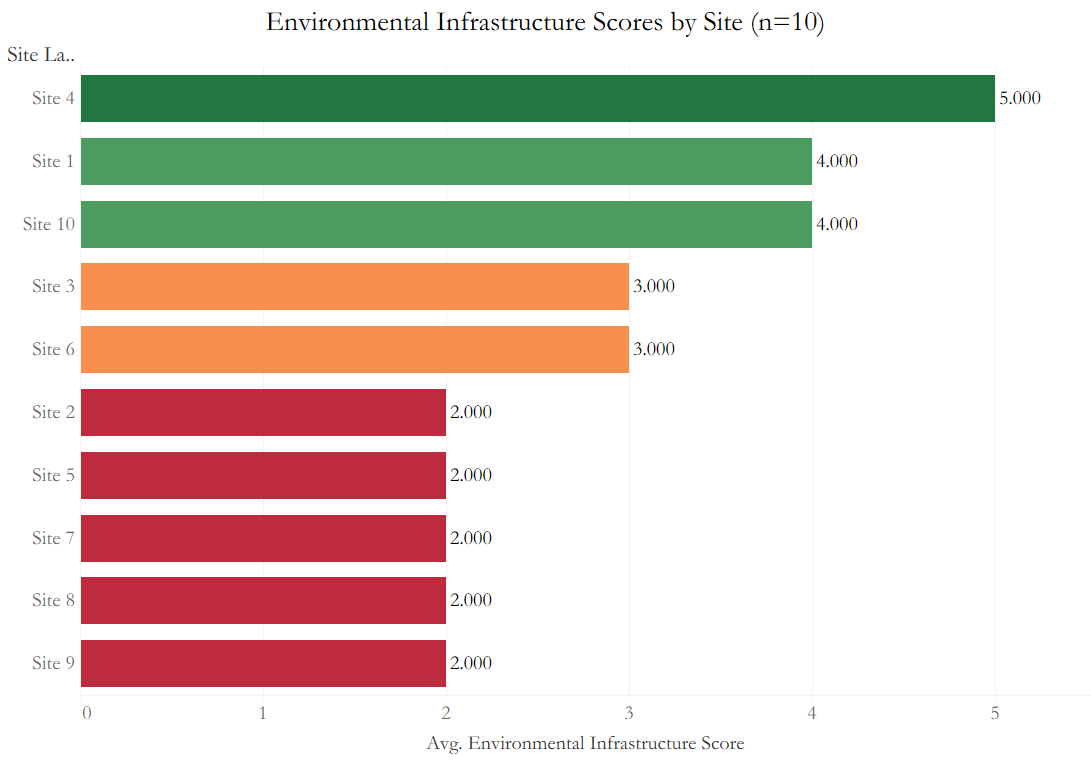 Environmental Infrastructure Scores by Site (n=10)
Site La..
Site 4 5.000
Site 1 4.000
Site 10 4.000
Site 3 3.000
Site 6 3.000
Site 2 2.000
Site 5 2.000
Site 7 2.000
Site 8 2.000
Site 9 2.000
0 1 2 3 4 5
Avg. Environmental Infrastructure Score